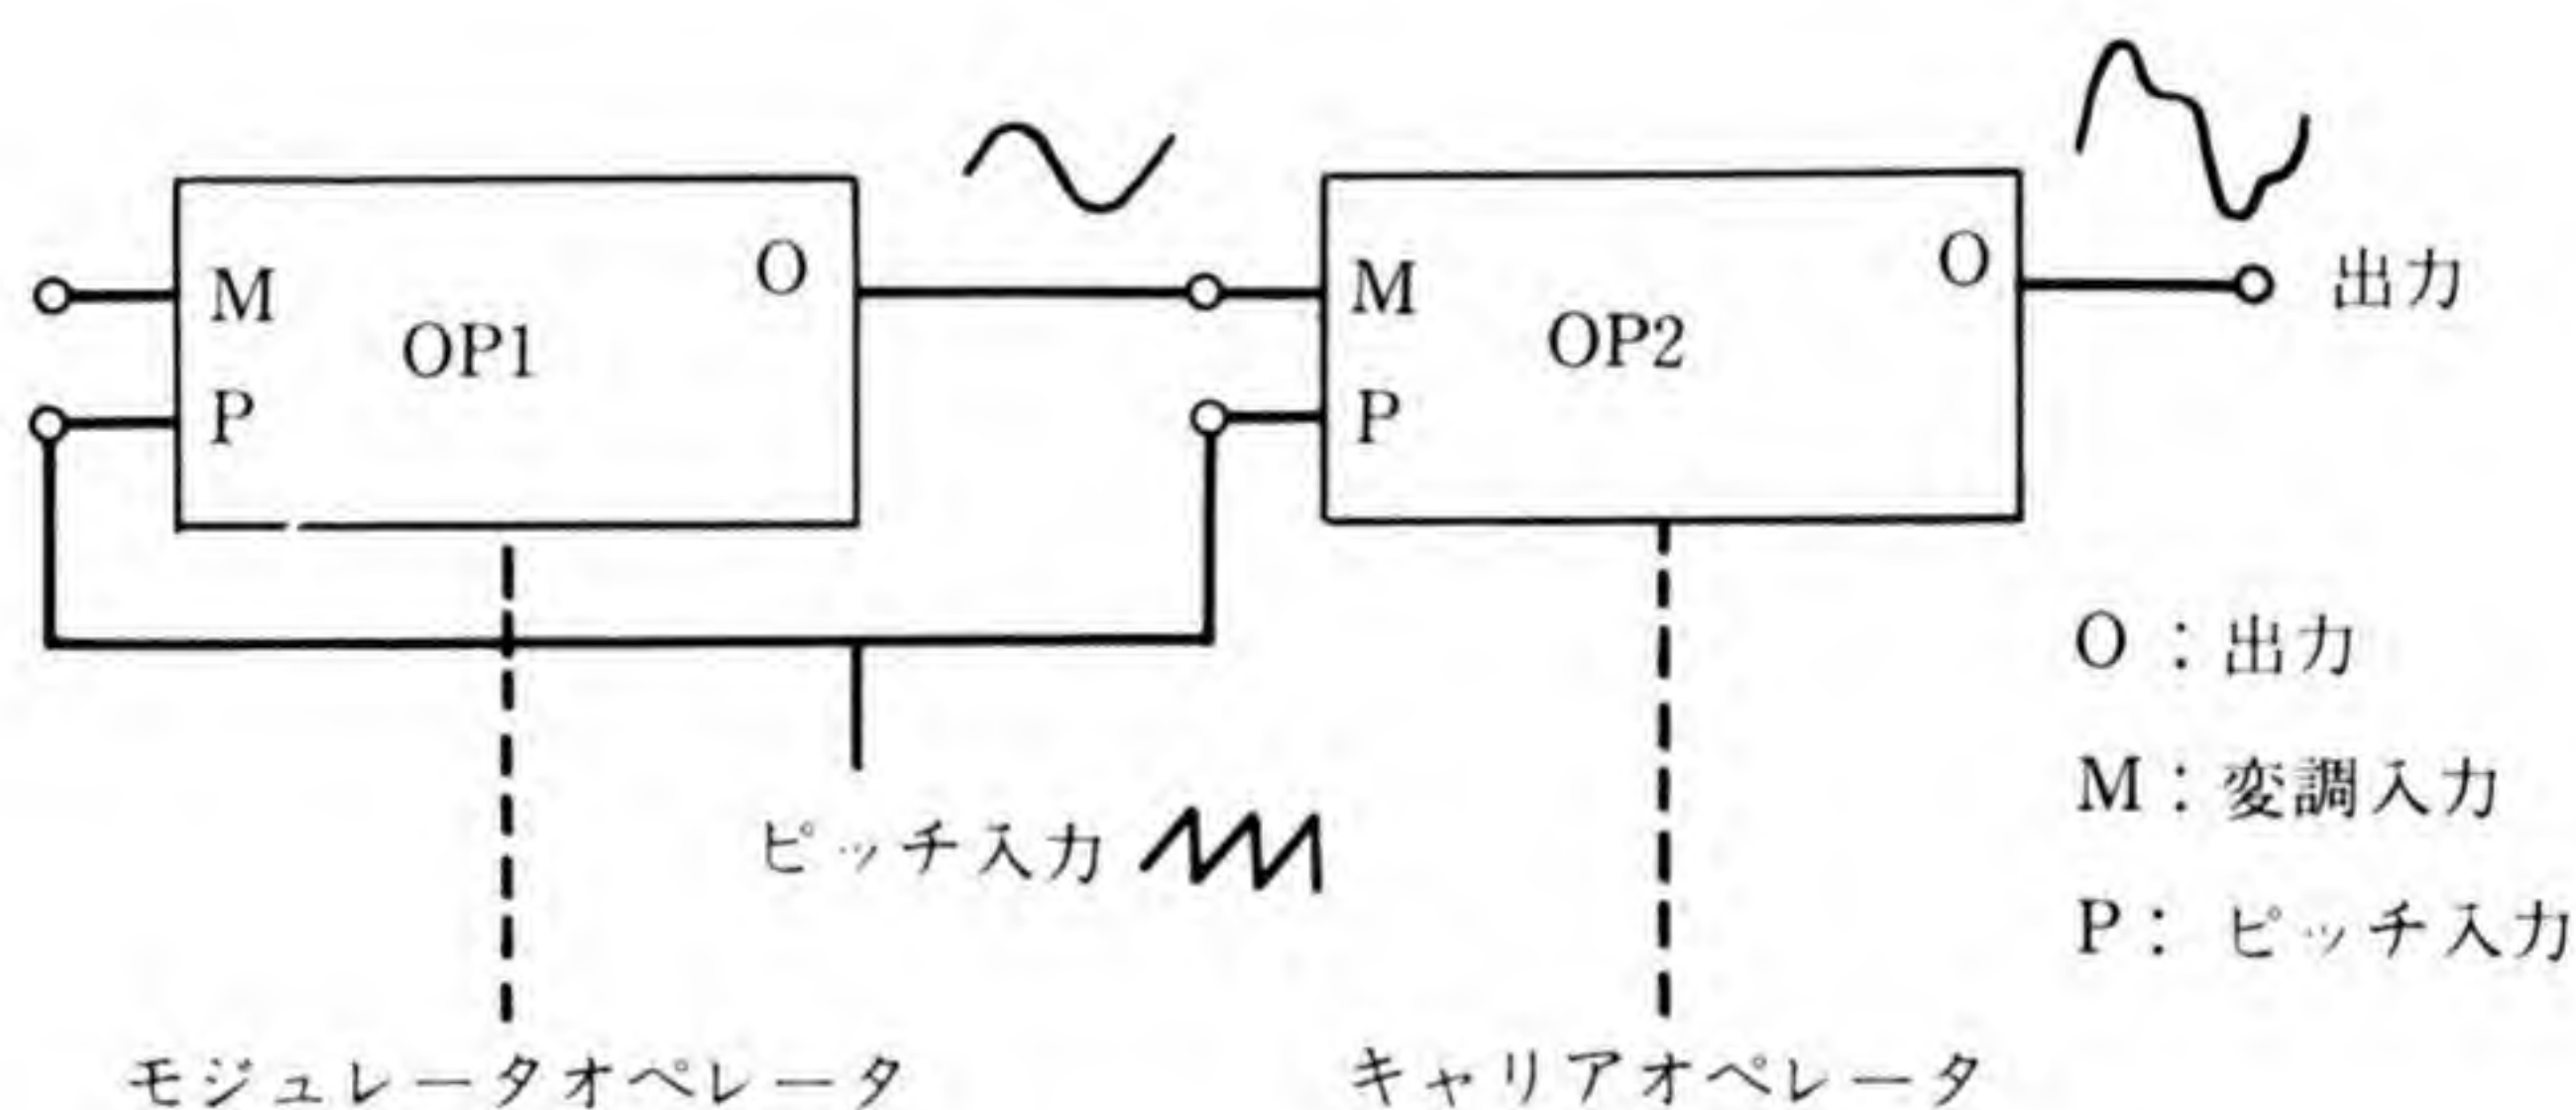 M
P
OP1
O
M
P
OP2
O
出力
ピッチ入力
O：出力
M：変調入力
P：ピッチ入力
モジュレータオペレータ
キャリアオペレータ